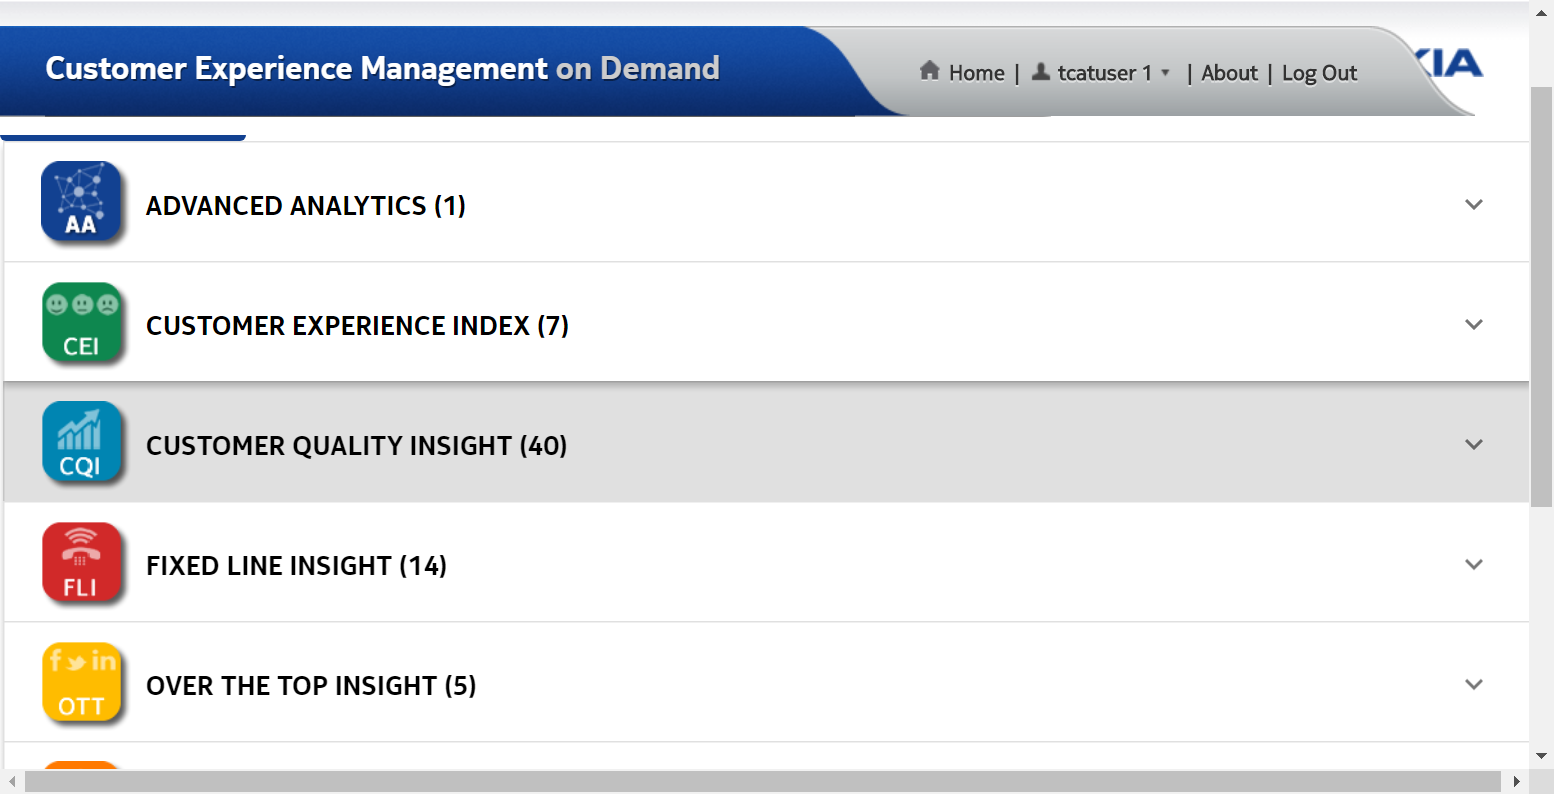 Customer Experience Management on Demand
Home | tcatuser 1 | About | Log Out
AA
ADVANCED ANALYTICS (1)
CEI
CUSTOMER EXPERIENCE INDEX (7)
CQI
CUSTOMER QUALITY INSIGHT (40)
FLI
FIXED LINE INSIGHT (14)
f in
OTT
OVER THE TOP INSIGHT (5)